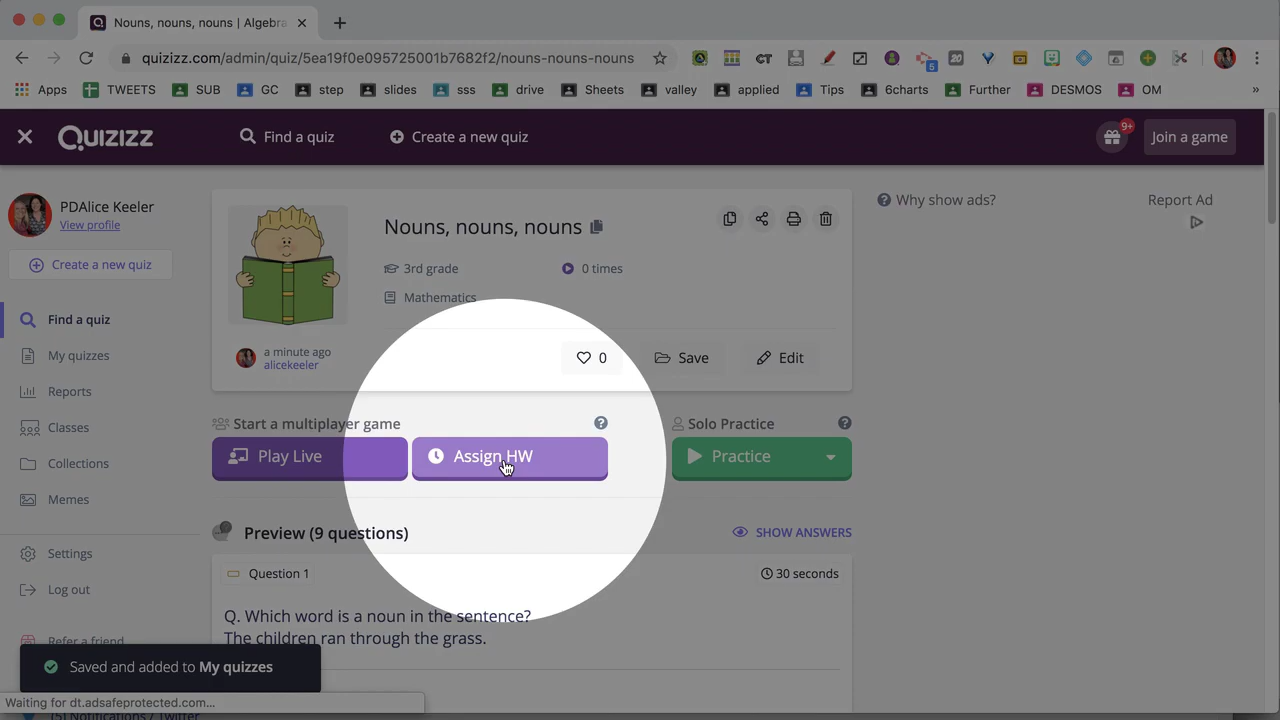 Nouns, nouns, nouns | Algebra
quizizz.com/admin/quiz/5ea19f0e095725001b7682f2/nouns-nouns-nouns
CT
5
20
Apps
TWEETS
SUB
GC
step
slides
sss
drive
Sheets
valley
applied
Tips
6charts
Further
DESMOS
OM
»
QUIZIZZ
Find a quiz
Create a new quiz
9+
Join a game
PDAlice Keeler
View profile
Create a new quiz
Find a quiz
My quizzes
Reports
Classes
Collections
Memes
Settings
Log out
Refer a friend
Nouns, nouns, nouns
3rd grade
0 times
Mathematics
a minute ago
alicekeeler
0
Save
Edit
Why show ads?
Report Ad
Start a multiplayer game
Solo Practice
Play Live
Assign HW
Practice
Preview (9 questions)
SHOW ANSWERS
Question 1
30 seconds
Q. Which word is a noun in the sentence?
The children ran through the grass.
Saved and added to My quizzes
Waiting for dt.adsafeprotected.com...
(5) Notifications / Twitter